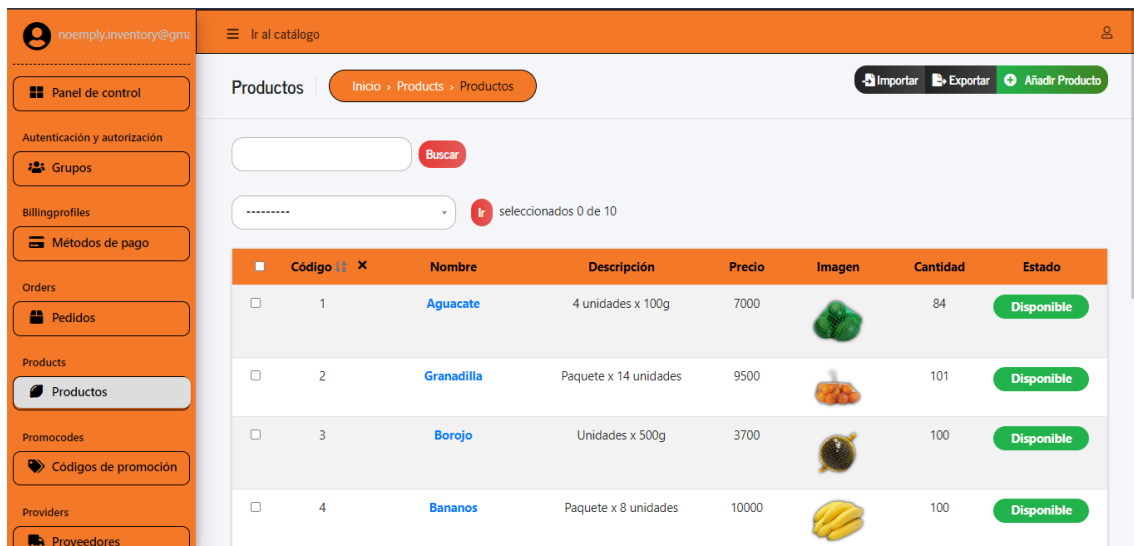 noemply.inventory@gma
Ir al catálogo
Panel de control
Autenticación y autorización
Grupos
Billingprofiles
Métodos de pago
Orders
Pedidos
Products
Productos
Promocodes
Códigos de promoción
Providers
Proveedores
Productos
Inicio › Products › Productos
Importar Exportar Añadir Producto
Buscar
---------
Ir seleccionados 0 de 10
Código Nombre Descripción Precio Imagen Cantidad Estado
1 Aguacate 4 unidades x 100g 7000 84 Disponible
2 Granadilla Paquete x 14 unidades 9500 101 Disponible
3 Borojo Unidades x 500g 3700 100 Disponible
4 Bananos Paquete x 8 unidades 10000 100 Disponible